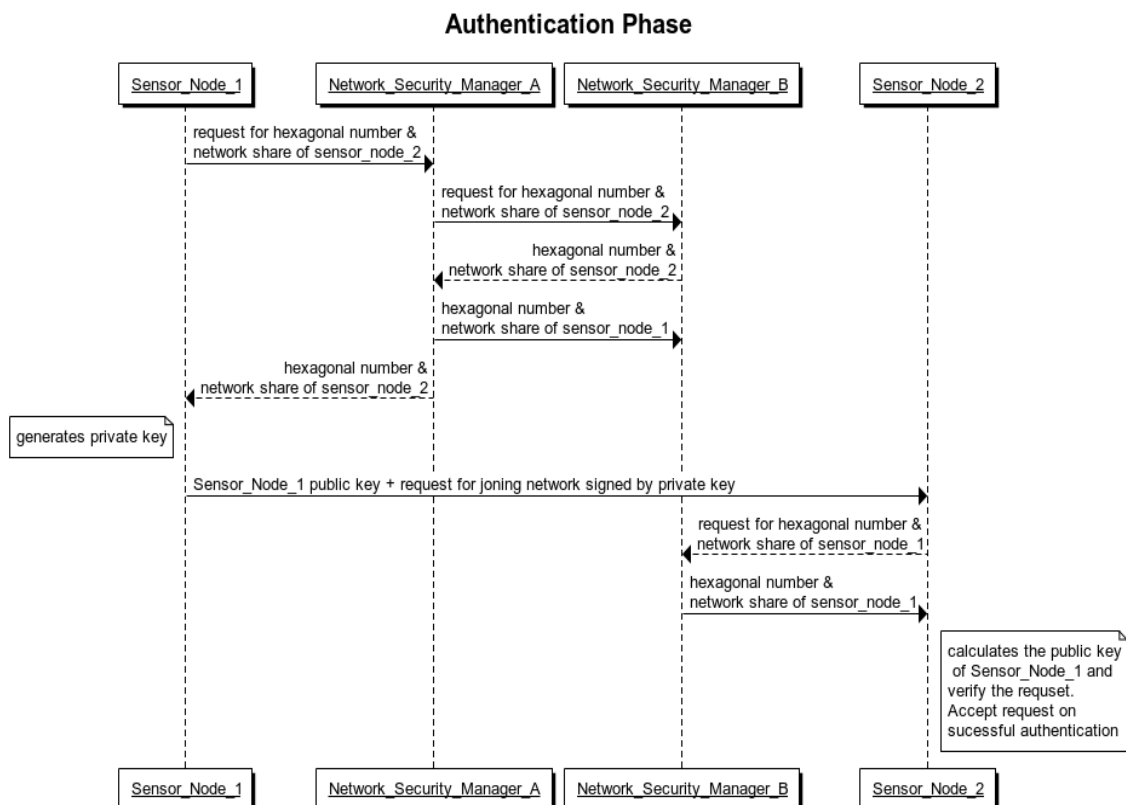 Authentication Phase
Sensor_Node_1
Network_Security_Manager_A
Network_Security_Manager_B
Sensor_Node_2
request for hexagonal number &
network share of sensor_node_2
request for hexagonal number &
network share of sensor_node_2
hexagonal number &
network share of sensor_node_2
hexagonal number &
network share of sensor_node_1
hexagonal number &
network share of sensor_node_2
generates private key
Sensor_Node_1 public key + request for joning network signed by private key
request for hexagonal number &
network share of sensor_node_1
hexagonal number &
network share of sensor_node_1
calculates the public key
of Sensor_Node_1 and
verify the requset.
Accept request on
sucessful authentication
Sensor_Node_1
Network_Security_Manager_A
Network_Security_Manager_B
Sensor_Node_2